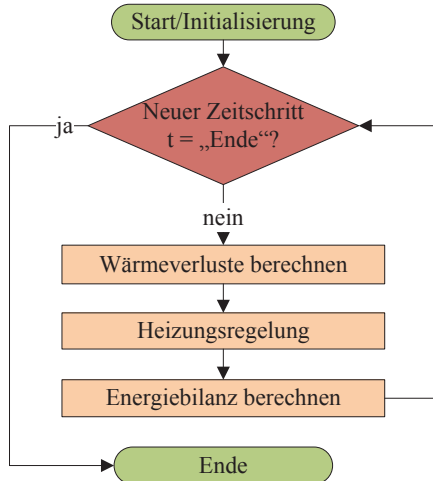 Start/Initialisierung
Neuer Zeitschritt
t = „Ende“?
ja
nein
Wärmeverluste berechnen
Heizungsregelung
Energiebilanz berechnen
Ende